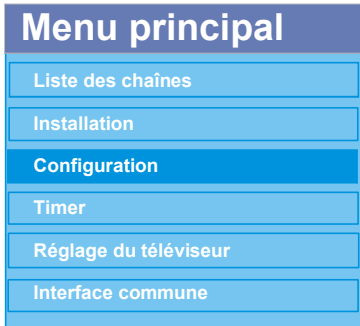 Menu principal
Liste des chaînes
Installation
Configuration
Timer
Réglage du téléviseur
Interface commune